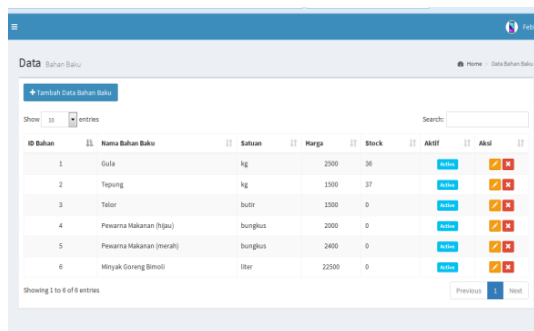 Feb
Data Bahan Baku
Home > Data Bahan Baku
Tambah Data Bahan Baku
Show 10 entries
Search:
ID Bahan Nama Bahan Baku Satuan Harga Stock Aktif Aksi
1 Gula kg 2500 36 Active
2 Tepung kg 1500 37 Active
3 Telor butir 1500 0 Active
4 Pewarna Makanan (hijau) bungkus 2000 0 Active
5 Pewarna Makanan (merah) bungkus 2400 0 Active
6 Minyak Goreng Bimoli liter 22500 0 Active
Showing 1 to 6 of 6 entries
Previous 1 Next